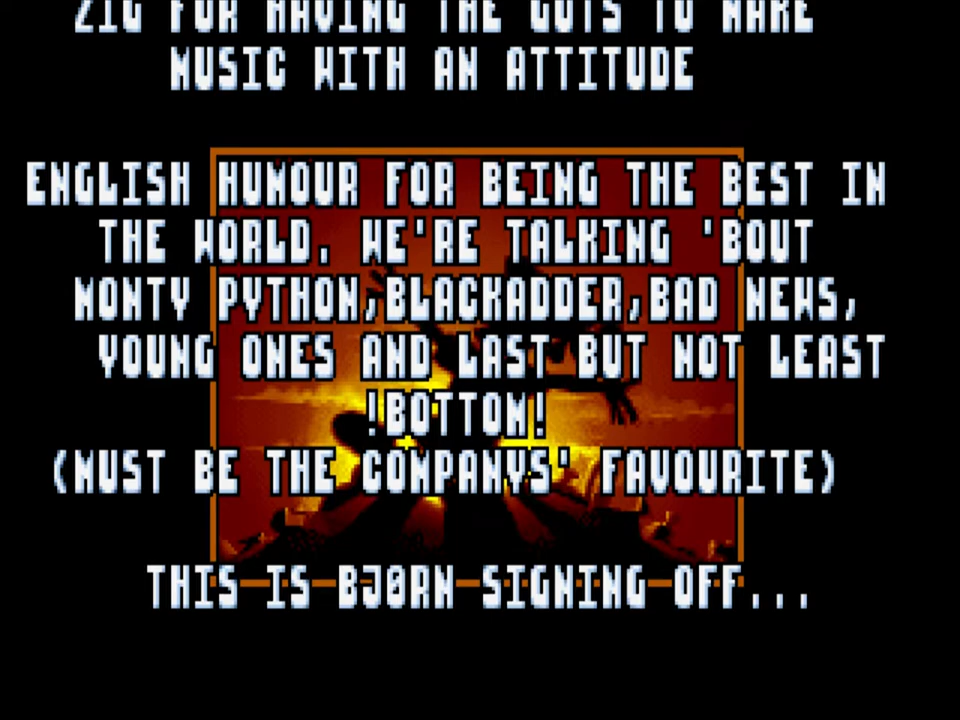 ZIG FOR HAVING THE GUTS TO MAKE
MUSIC WITH AN ATTITUDE
ENGLISH HUMOUR FOR BEING THE BEST IN
THE WORLD. WE'RE TALKING 'BOUT
MONTY PYTHON,BLACKADDER,BAD NEWS,
YOUNG ONES AND LAST BUT NOT LEAST
!BOTTOM!
(MUST BE THE COMPANYS' FAVOURITE)
THIS IS BJØRN SIGNING OFF...